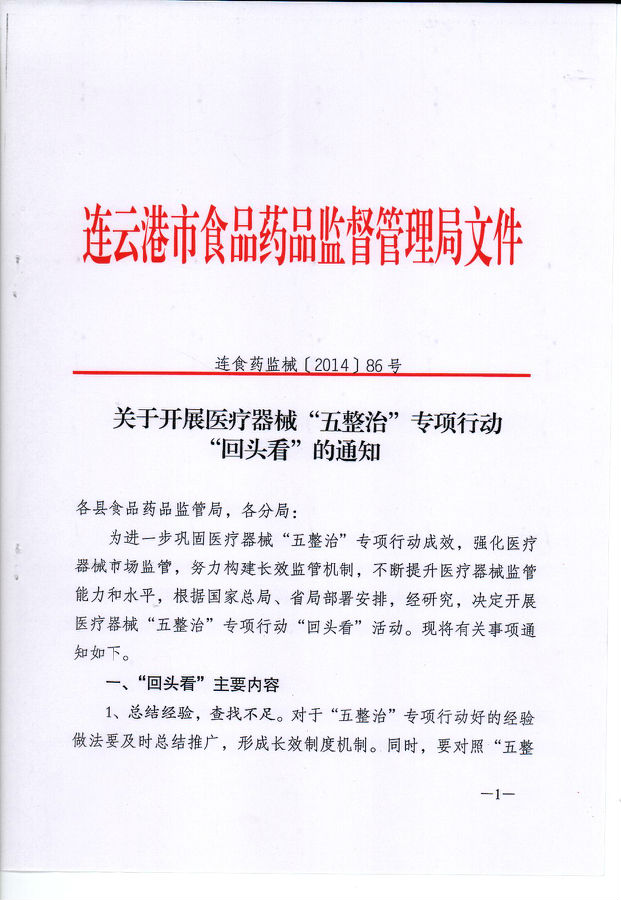 连云港市食品药品监督管理局文件
连食药监械〔2014〕86号
关于开展医疗器械“五整治”专项行动
“回头看”的通知
各县食品药品监管局，各分局：
为进一步巩固医疗器械“五整治”专项行动成效，强化医疗
器械市场监管，努力构建长效监管机制，不断提升医疗器械监管
能力和水平，根据国家总局、省局部署安排，经研究，决定开展
医疗器械“五整治”专项行动“回头看”活动。现将有关事项通
知如下。
一、“回头看”主要内容
1、总结经验，查找不足。对于“五整治”专项行动好的经验
做法要及时总结推广，形成长效制度机制。同时，要对照“五整
—1—